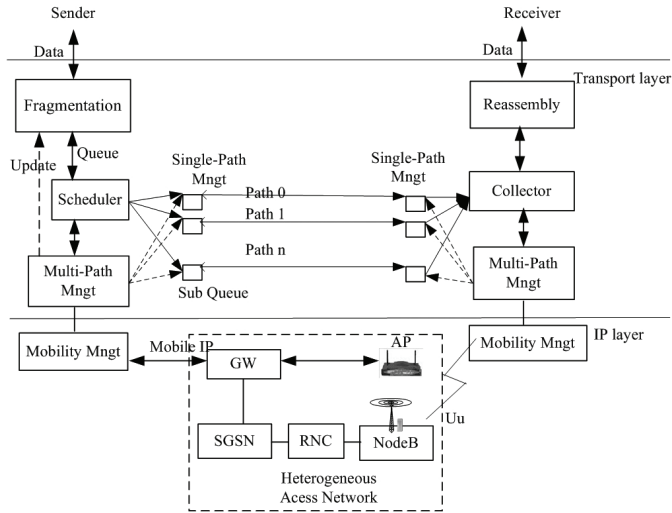 Sender
Receiver
Data
Data
Transport layer
Fragmentation
Reassembly
Update
Queue
Single-Path
Mngt
Single-Path
Mngt
Scheduler
Path 0
Path 1
Collector
Path n
Multi-Path
Mngt
Sub Queue
Multi-Path
Mngt
IP layer
Mobility Mngt
Mobile IP
GW
AP
Mobility Mngt
Uu
SGSN
RNC
NodeB
Heterogeneous
Acess Network